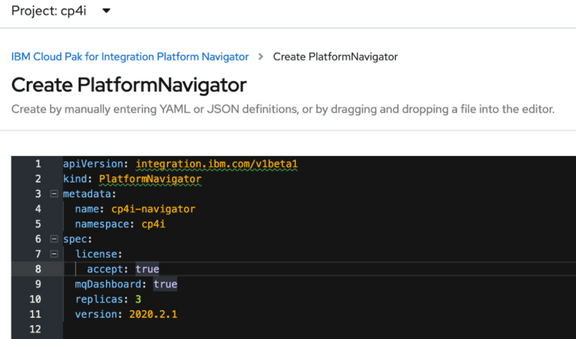 Project: cp4i
IBM Cloud Pak for Integration Platform Navigator > Create PlatformNavigator
Create PlatformNavigator
Create by manually entering YAML or JSON definitions, or by dragging and dropping a file into the editor.
1 apiVersion: integration.ibm.com/v1beta1
2 kind: PlatformNavigator
3 metadata:
4 name: cp4i-navigator
5 namespace: cp4i
6 spec:
7 license:
8 accept: true
9 mqDashboard: true
10 replicas: 3
11 version: 2020.2.1
12